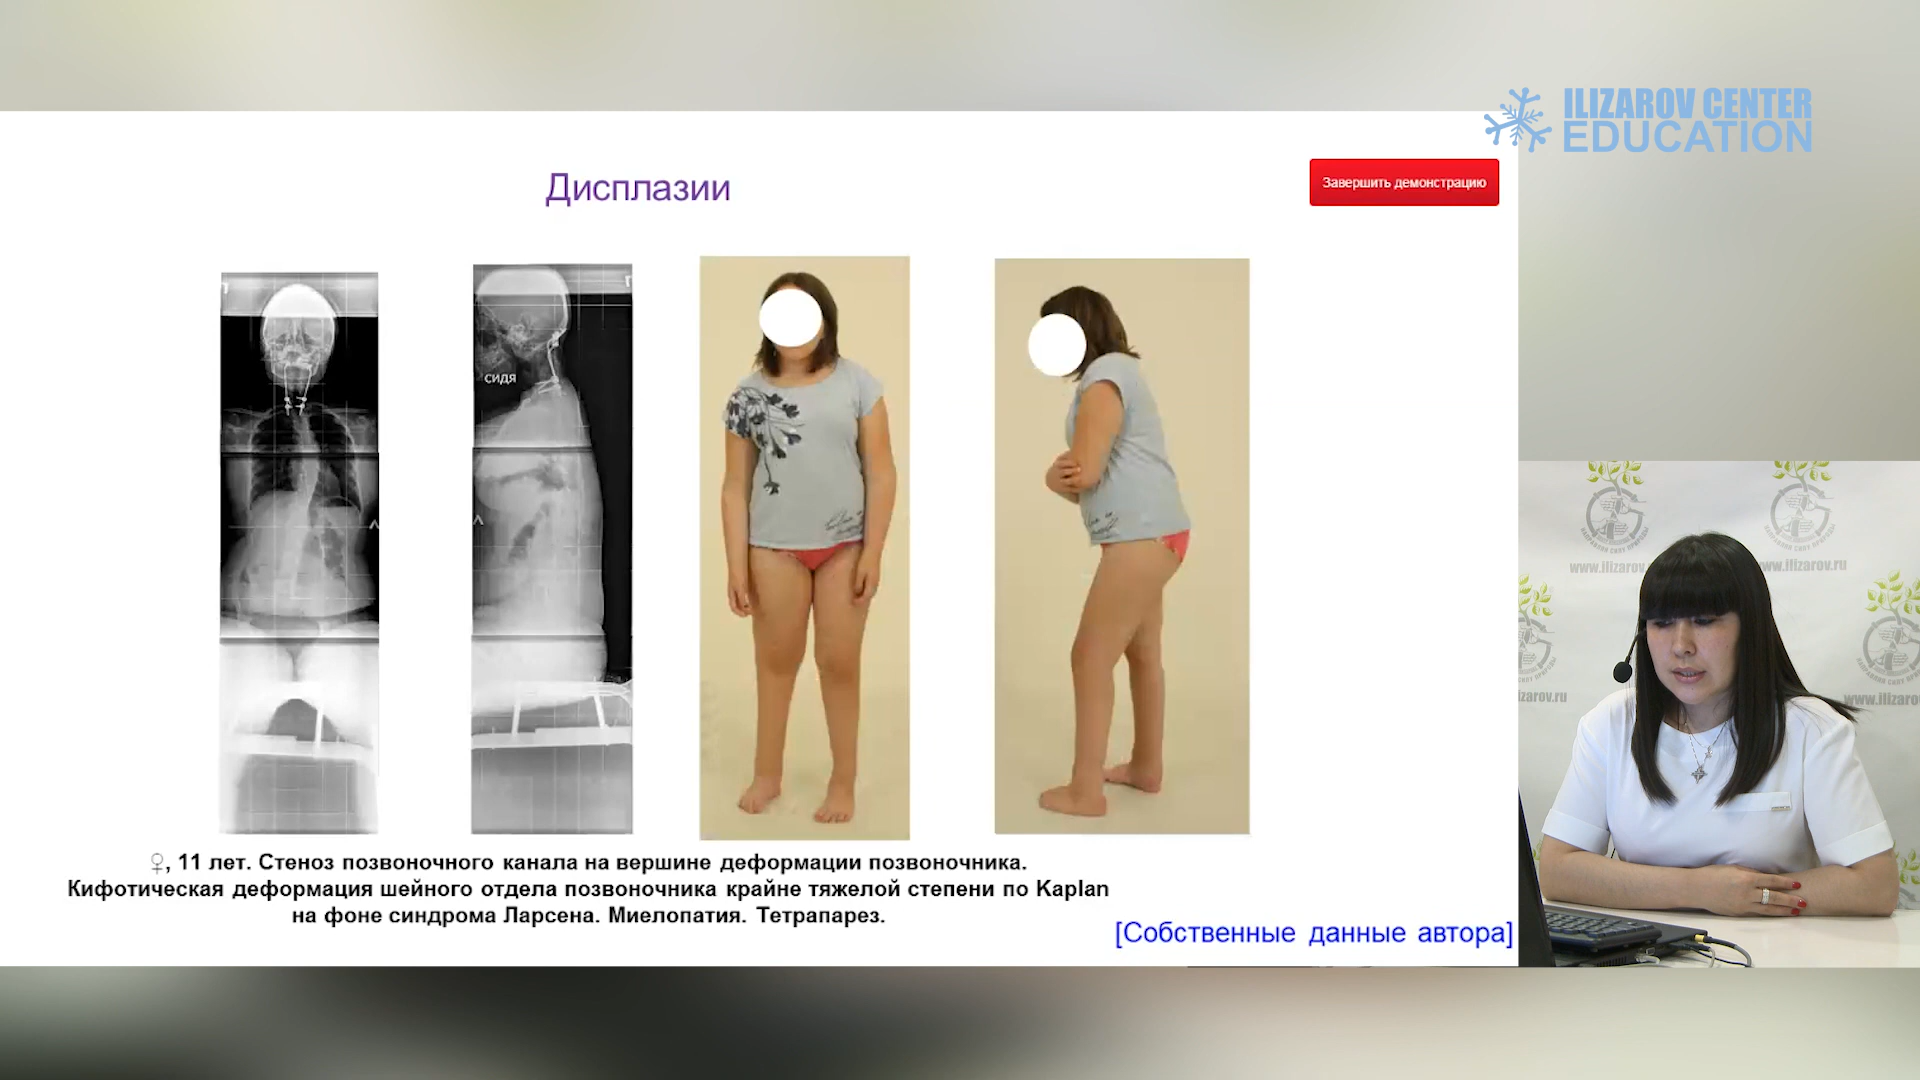 ILIZAROV CENTER
EDUCATION
Дисплазии
Завершить демонстрацию
СИДЯ
♀, 11 лет. Стеноз позвоночного канала на вершине деформации позвоночника.
Кифотическая деформация шейного отдела позвоночника крайне тяжелой степени по Kaplan
на фоне синдрома Ларсена. Миелопатия. Тетрапарез.
[Собственные данные автора]
www.ilizarov.ru
www.ilizarov.ru